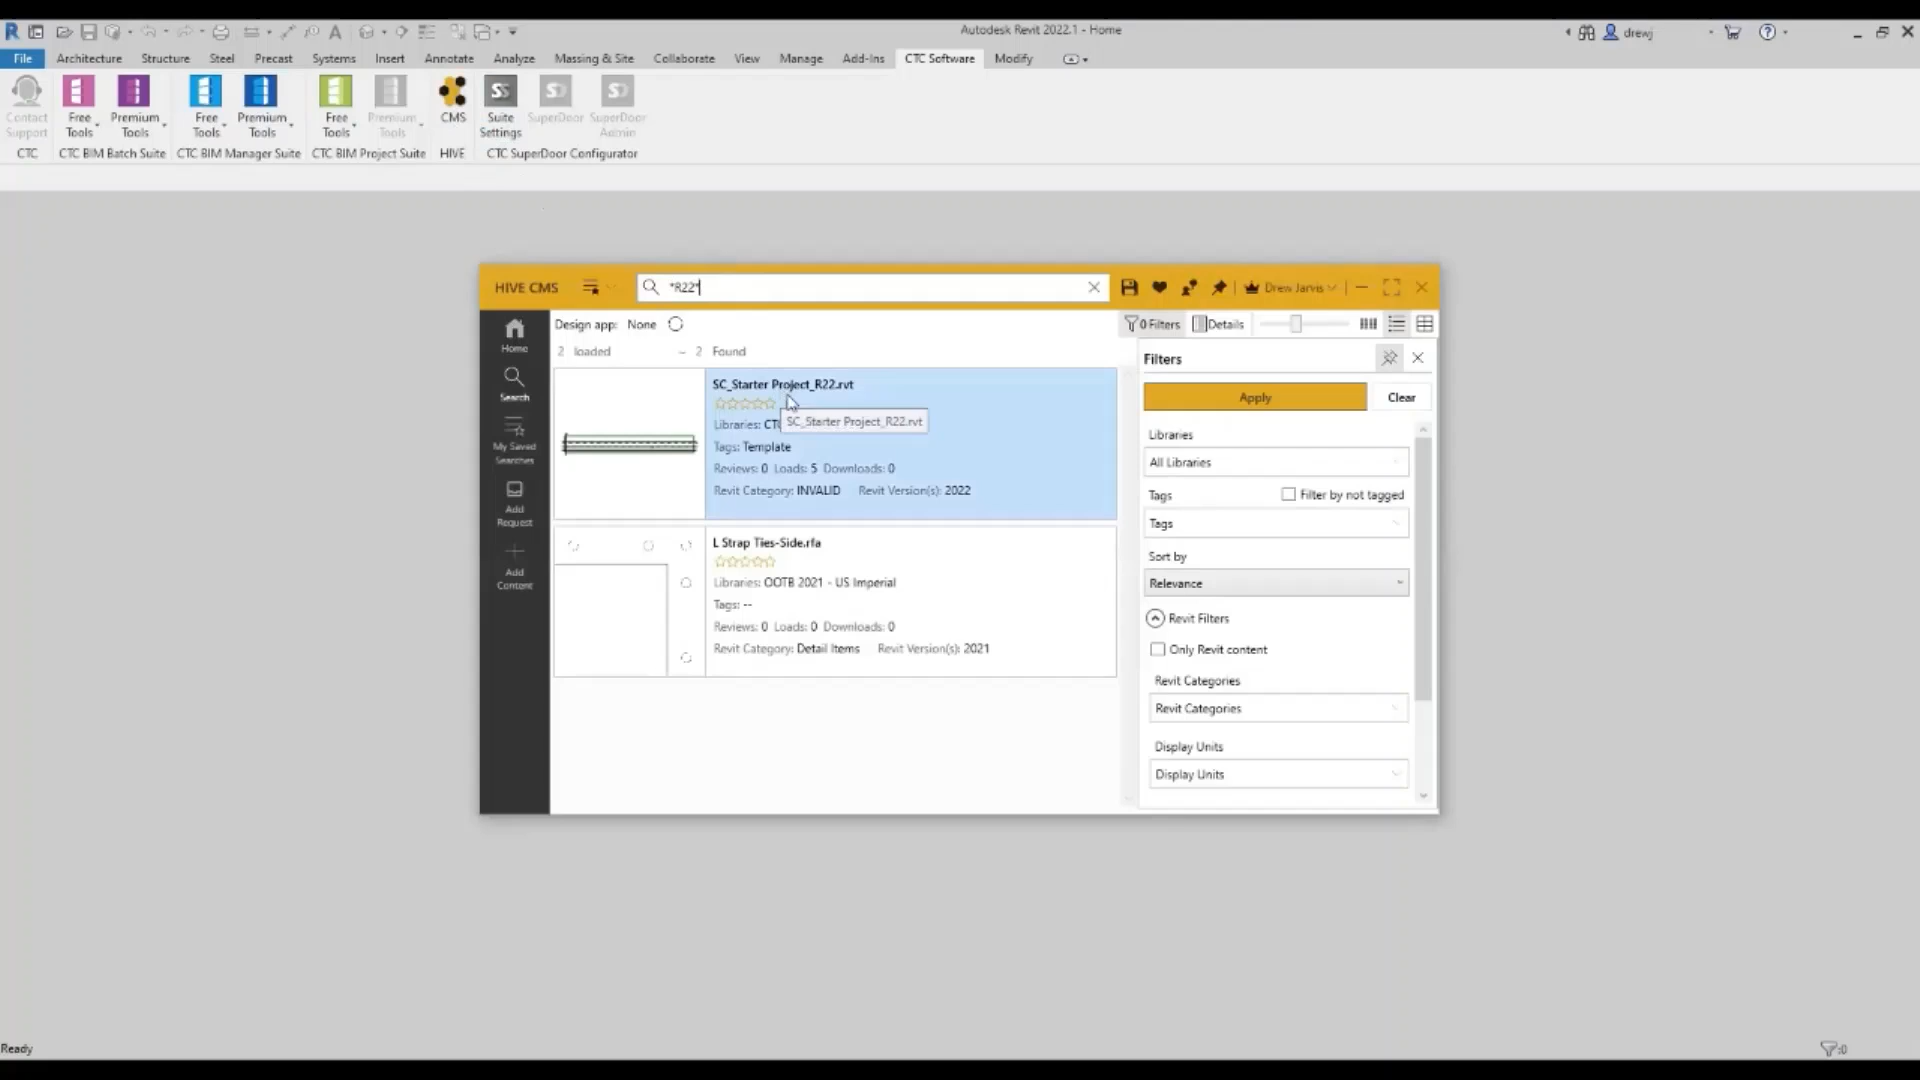 Autodesk Revit 2022.1 - Home
drewj
File Architecture Structure Steel Precast Systems Insert Annotate Analyze Massing & Site Collaborate View Manage Add-Ins CTC Software Modify
Contact Support
Free Tools
Premium Tools
Free Tools
Premium Tools
Free Tools
Premium Tools
CMS
SS
Suite Settings
SD
SuperDoor
SD
SuperDoor Admin
CTC
CTC BIM Batch Suite
CTC BIM Manager Suite
CTC BIM Project Suite
HIVE
CTC SuperDoor Configurator
HIVE CMS
*R22*
Drew Jarvis
Home
Search
My Saved Searches
Add Request
Add Content
Design app: None
0 Filters
Details
2 loaded ~ 2 Found
SC_Starter Project_R22.rvt
Libraries:
SC_Starter Project_R22.rvt
Tags: Template
Reviews: 0 Loads: 5 Downloads: 0
Revit Category: INVALID Revit Version(s): 2022
L Strap Ties-Side.rfa
Libraries: OOTB 2021 - US Imperial
Tags: --
Reviews: 0 Loads: 0 Downloads: 0
Revit Category: Detail Items Revit Version(s): 2021
Filters
Apply
Clear
Libraries
All Libraries
Tags
Filter by not tagged
Tags
Sort by
Relevance
Revit Filters
Only Revit content
Revit Categories
Revit Categories
Display Units
Display Units
Ready
:0